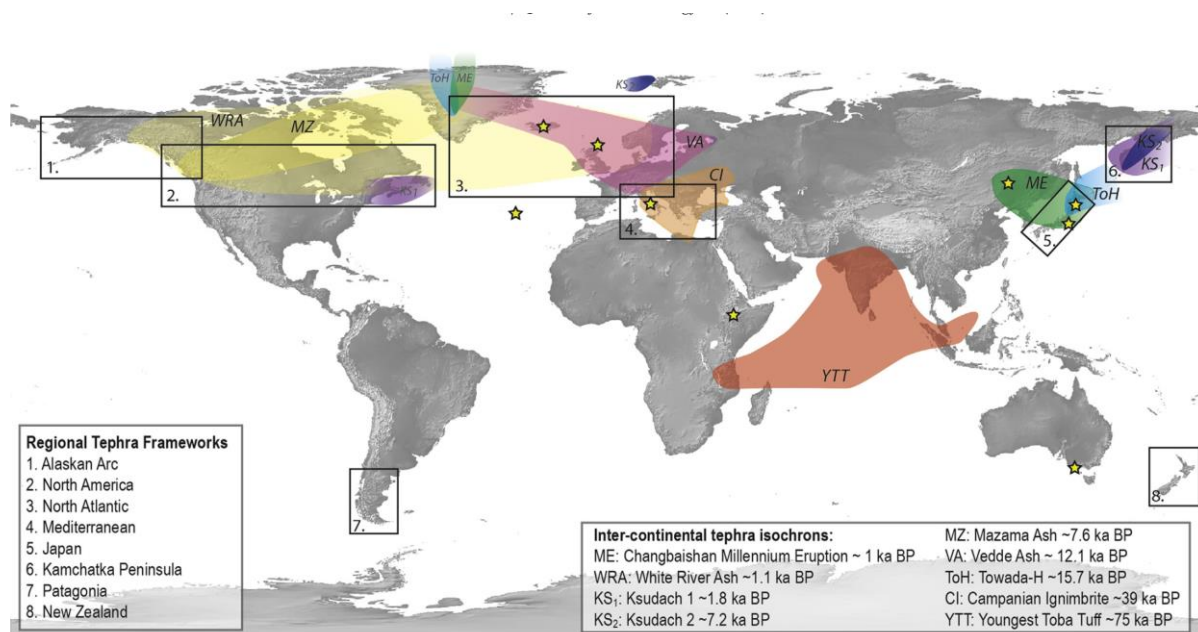 ToH
ME
KS
WRA
MZ
VA
KS₂
KS₁
1.
6.
KS₁
3.
2.
CI
ME
ToH
4.
5.
YTT
Regional Tephra Frameworks
1. Alaskan Arc
2. North America
3. North Atlantic
4. Mediterranean
5. Japan
6. Kamchatka Peninsula
7. Patagonia
8. New Zealand
7.
8.
Inter-continental tephra isochrons:
ME: Changbaishan Millennium Eruption ~ 1 ka BP
WRA: White River Ash ~1.1 ka BP
KS₁: Ksudach 1 ~1.8 ka BP
KS₂: Ksudach 2 ~7.2 ka BP
MZ: Mazama Ash ~7.6 ka BP
VA: Vedde Ash ~ 12.1 ka BP
ToH: Towada-H ~15.7 ka BP
CI: Campanian Ignimbrite ~39 ka BP
YTT: Youngest Toba Tuff ~75 ka BP